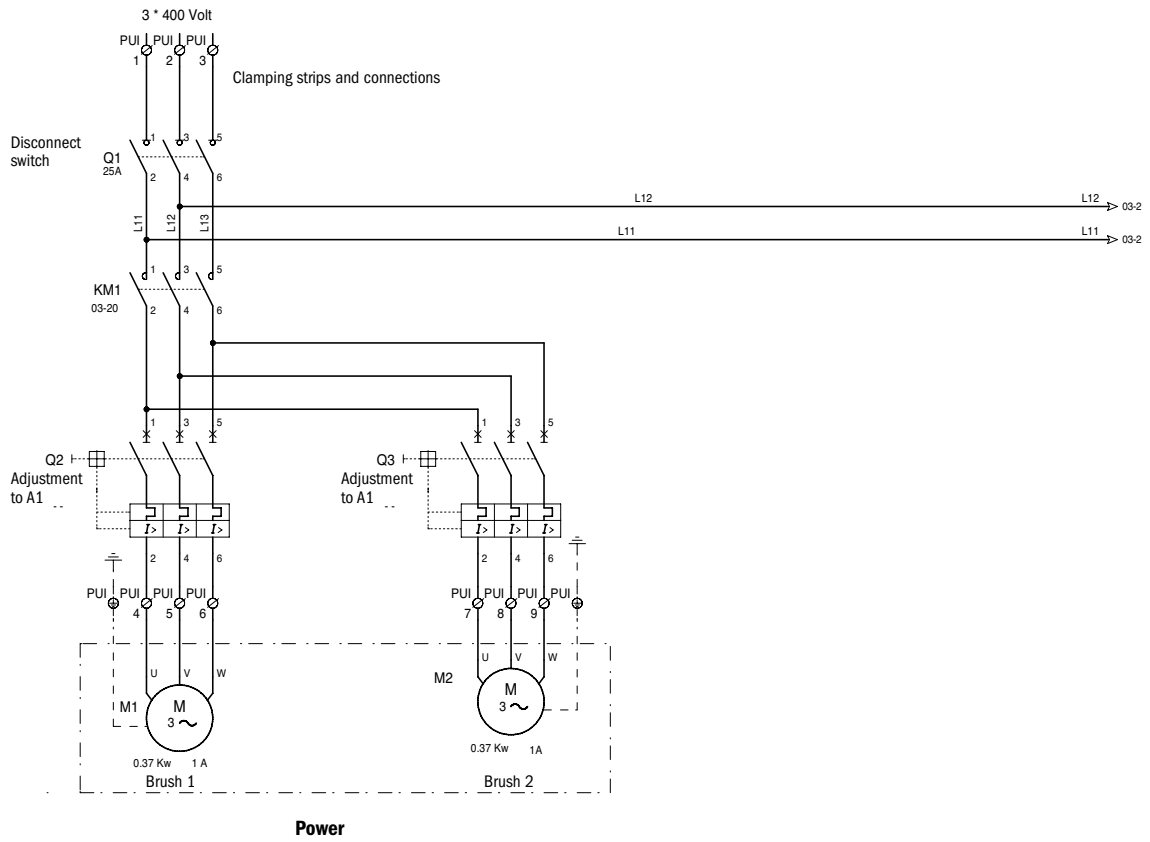 3 * 400 Volt
PUI PUI PUI
1 2 3
Clamping strips and connections
Disconnect
switch
Q1
25A
1 3 5
2 4 6
L12 L12 03-2
L11 L12 L13
L11 L11 03-2
KM1
03-20
1 3 5
2 4 6
1 3 5
1 3 5
Q2
Adjustment
to A1
Q3
Adjustment
to A1
I> I> I>
I> I> I>
2 4 6
2 4 6
PUI PUI PUI PUI
4 5 6
PUI PUI PUI PUI
7 8 9
U V W
U V W
M1
M
3
M2
M
3
0.37 Kw 1 A
0.37 Kw 1A
Brush 1
Brush 2
Power